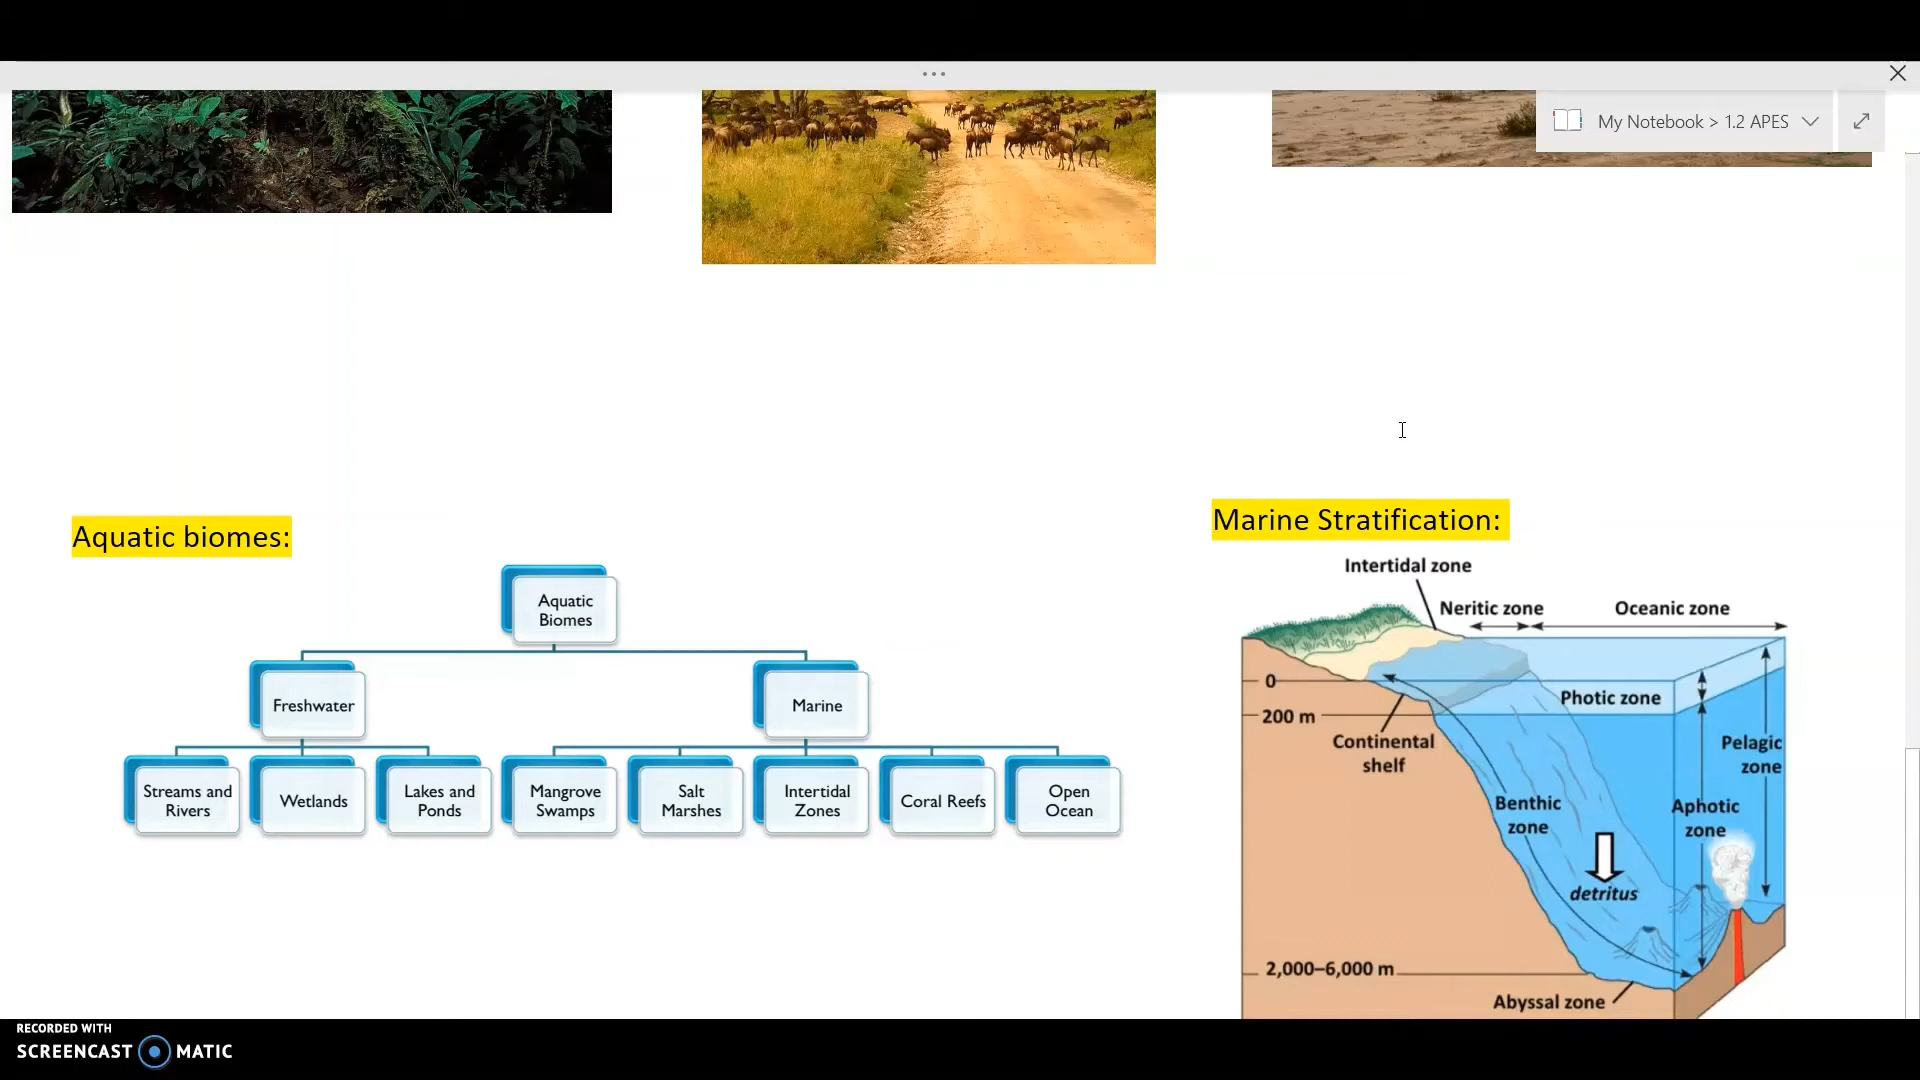 ...
My Notebook > 1.2 APES
Aquatic biomes:
Aquatic
Biomes
Freshwater
Marine
Streams and
Rivers
Wetlands
Lakes and
Ponds
Mangrove
Swamps
Salt
Marshes
Intertidal
Zones
Coral Reefs
Open
Ocean
Marine Stratification:
Intertidal zone
Neritic zone
Oceanic zone
0
Photic zone
200 m
Continental
shelf
Pelagic
zone
Benthic
zone
Aphotic
zone
detritus
2,000–6,000 m
Abyssal zone
RECORDED WITH
SCREENCAST MATIC